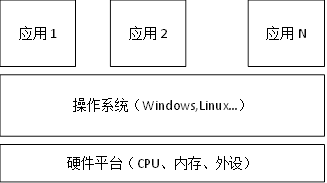 应用 1
应用 2
应用 N
操作系统（Windows,Linux...）
硬件平台（CPU、内存、外设）